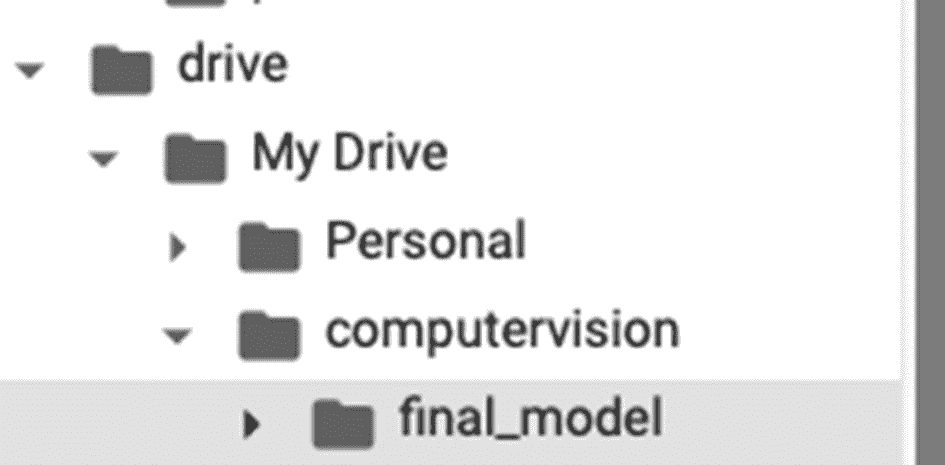 drive
My Drive
Personal
computervision
final_model